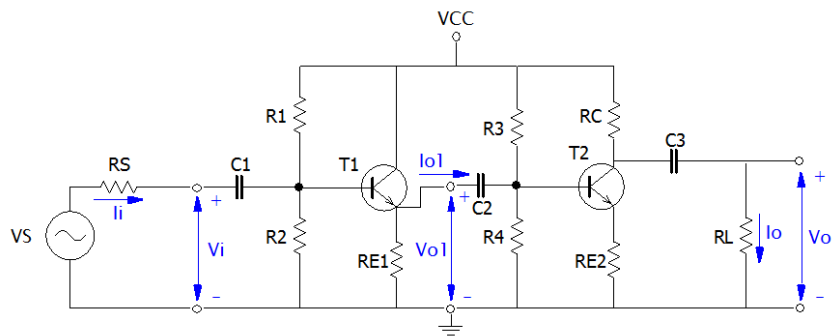 VCC
R1
R3
RC
C3
RS
C1
T1
Io1
T2
+
+
+
Ii
C2
VS
Vi
R2
RE1
Vo1
R4
RE2
RL
Io
Vo
-
-
-